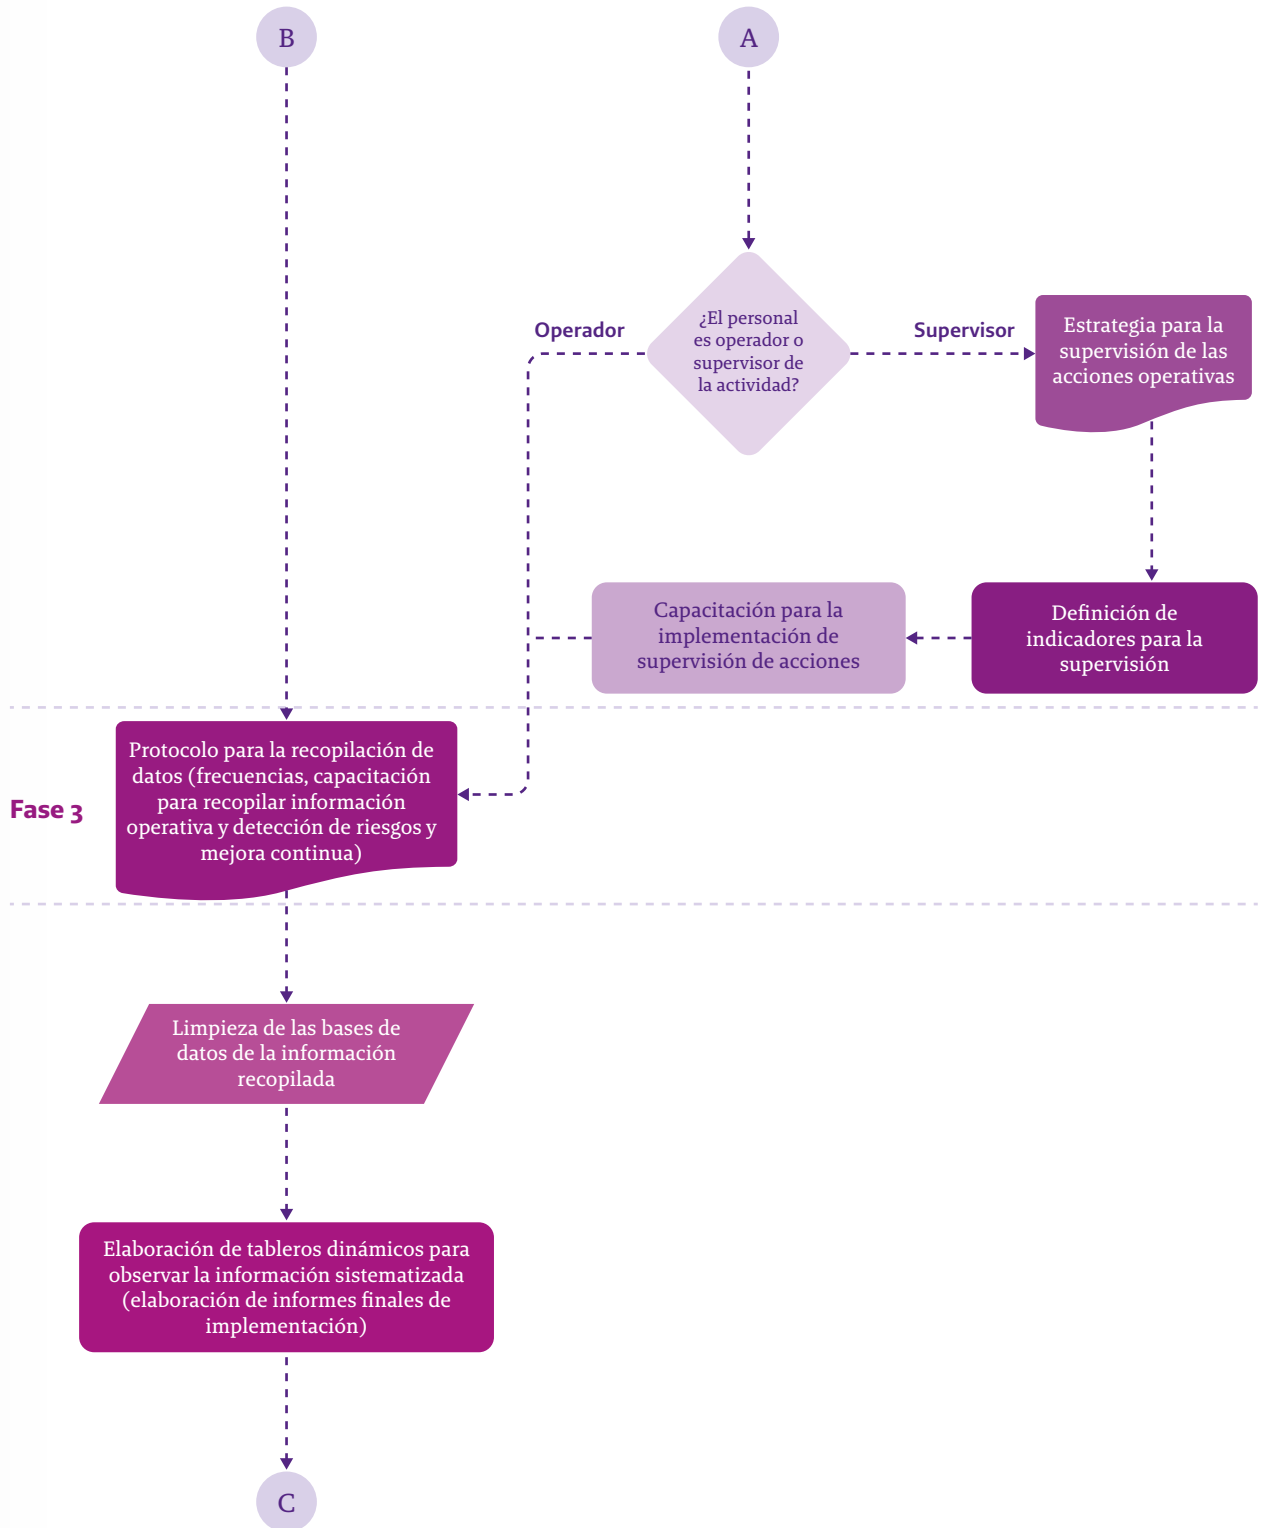 B
A
¿El personal
es operador o
supervisor de
la actividad?
Operador
Supervisor
Estrategia para la
supervisión de las
acciones operativas
Capacitación para la
implementación de
supervisión de acciones
Definición de
indicadores para la
supervisión
Fase 3
Protocolo para la recopilación de
datos (frecuencias, capacitación
para recopilar información
operativa y detección de riesgos y
mejora continua)
Limpieza de las bases de
datos de la información
recopilada
Elaboración de tableros dinámicos para
observar la información sistematizada
(elaboración de informes finales de
implementación)
C